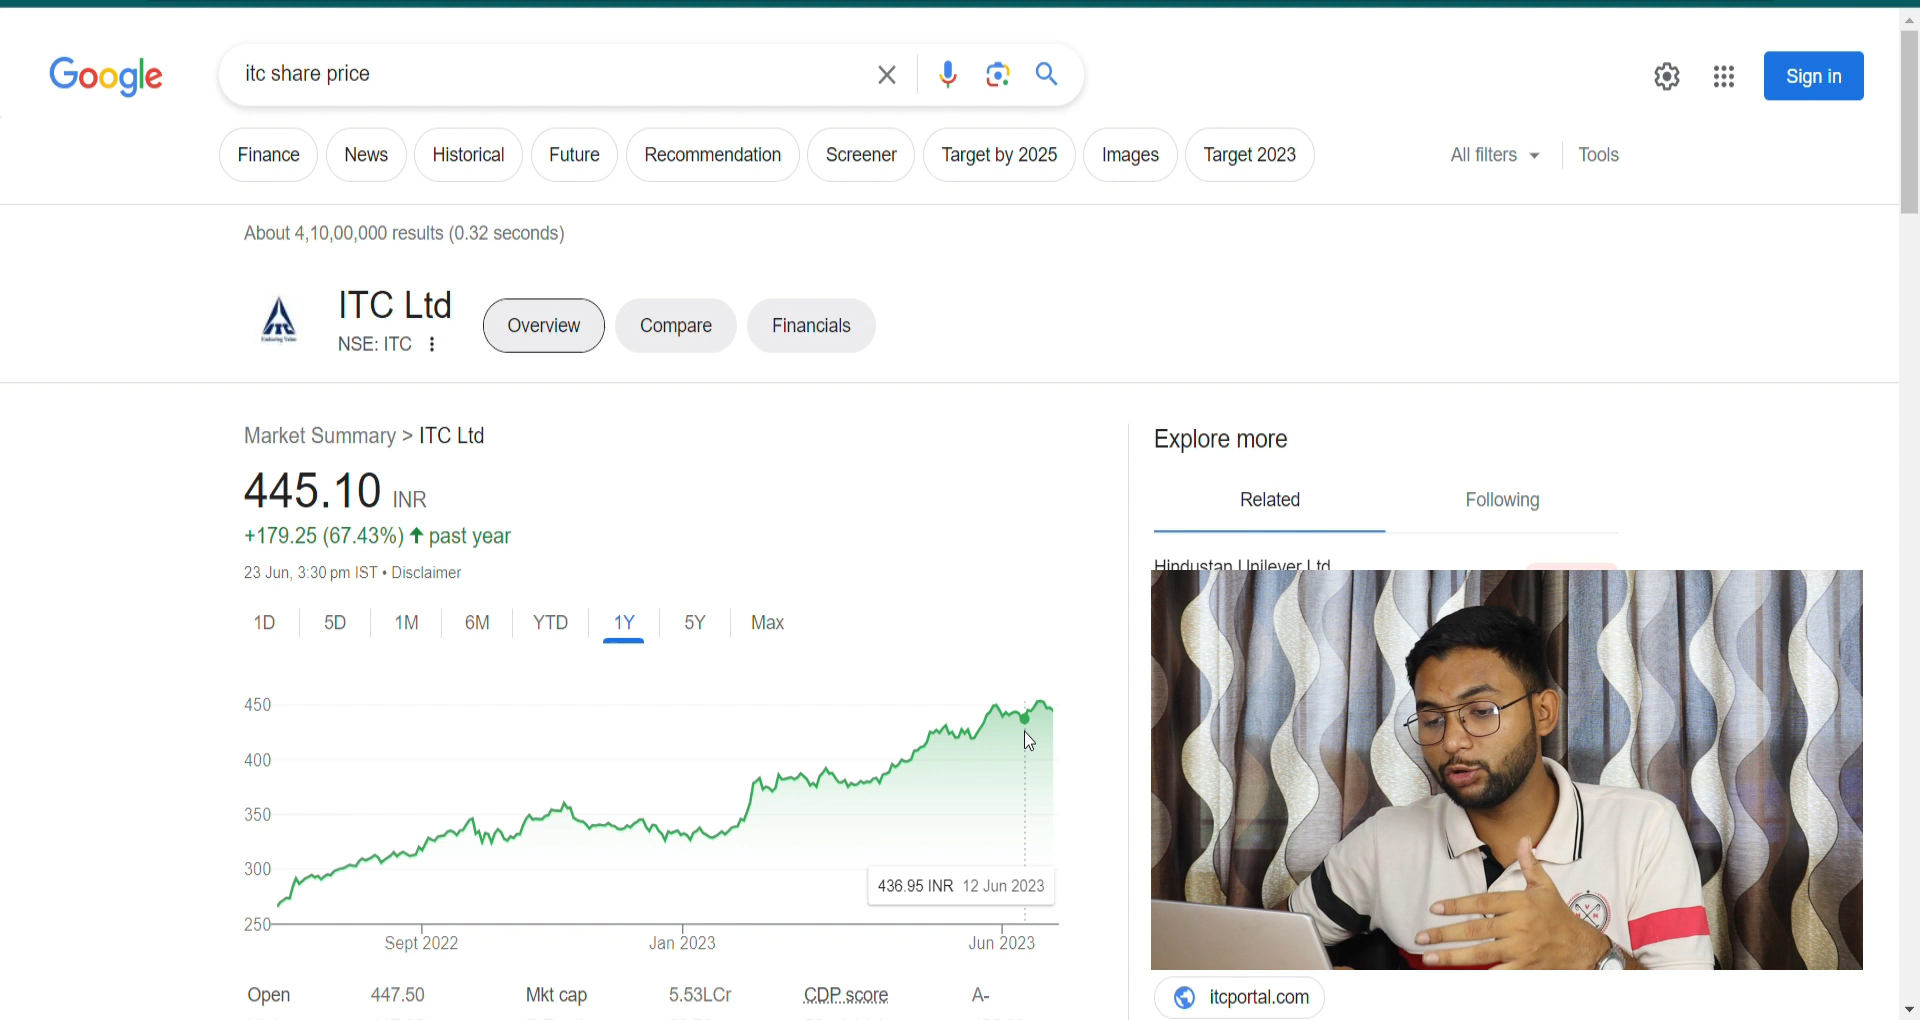 Google
itc share price
Sign in
Finance
News
Historical
Future
Recommendation
Screener
Target by 2025
Images
Target 2023
All filters
Tools
About 4,10,00,000 results (0.32 seconds)
ITC
Enduring Value
ITC Ltd
NSE: ITC
Overview
Compare
Financials
Market Summary > ITC Ltd
445.10 INR
+179.25 (67.43%) ↑ past year
23 Jun, 3:30 pm IST • Disclaimer
1D
5D
1M
6M
YTD
1Y
5Y
Max
450
400
350
300
250
436.95 INR 12 Jun 2023
Sept 2022
Jan 2023
Jun 2023
Open 447.50
Mkt cap 5.53LCr
CDP score A-
Explore more
Related
Following
Hindustan Unilever Ltd
itcportal.com